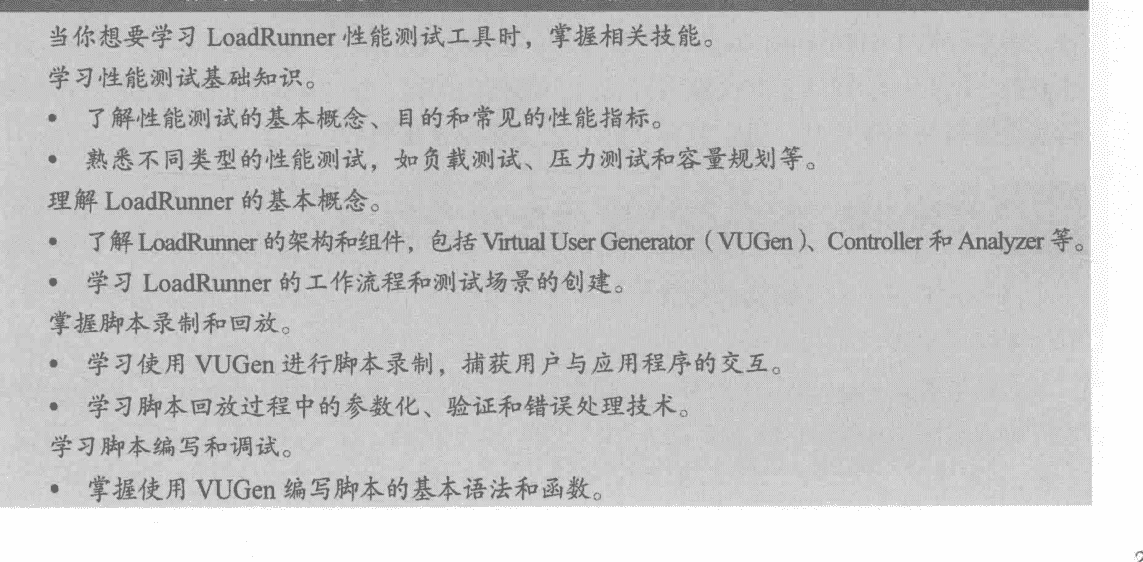 当你想要学习 LoadRunner 性能测试工具时，掌握相关技能。
学习性能测试基础知识。
• 了解性能测试的基本概念、目的和常见的性能指标。
• 熟悉不同类型的性能测试，如负载测试、压力测试和容量规划等。
理解 LoadRunner 的基本概念。
• 了解 LoadRunner 的架构和组件，包括 Virtual User Generator（VUGen）、Controller 和 Analyzer 等。
• 学习 LoadRunner 的工作流程和测试场景的创建。
掌握脚本录制和回放。
• 学习使用 VUGen 进行脚本录制，捕获用户与应用程序的交互。
• 学习脚本回放过程中的参数化、验证和错误处理技术。
学习脚本编写和调试。
• 掌握使用 VUGen 编写脚本的基本语法和函数。